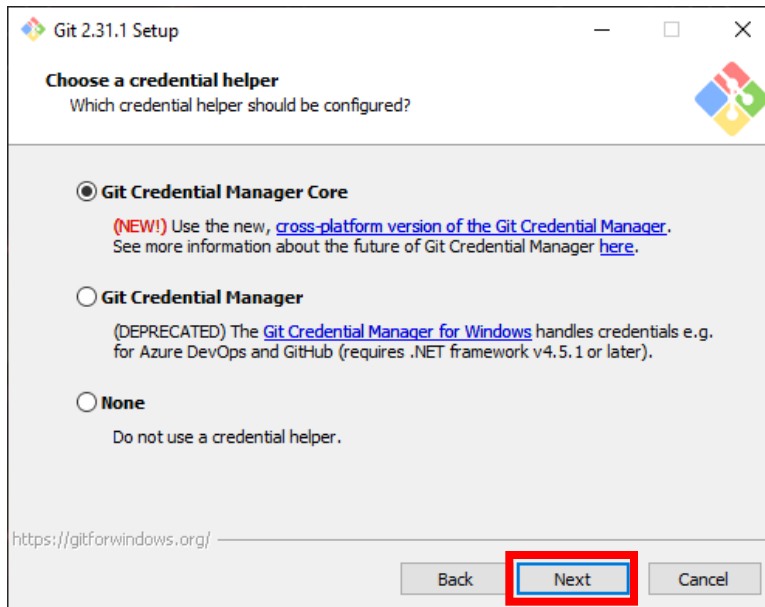 Git 2.31.1 Setup
Choose a credential helper
Which credential helper should be configured?
Git Credential Manager Core
(NEW!) Use the new, cross-platform version of the Git Credential Manager.
See more information about the future of Git Credential Manager here.
Git Credential Manager
(DEPRECATED) The Git Credential Manager for Windows handles credentials e.g.
for Azure DevOps and GitHub (requires .NET framework v4.5.1 or later).
None
Do not use a credential helper.
https://gitforwindows.org/
Back Next Cancel